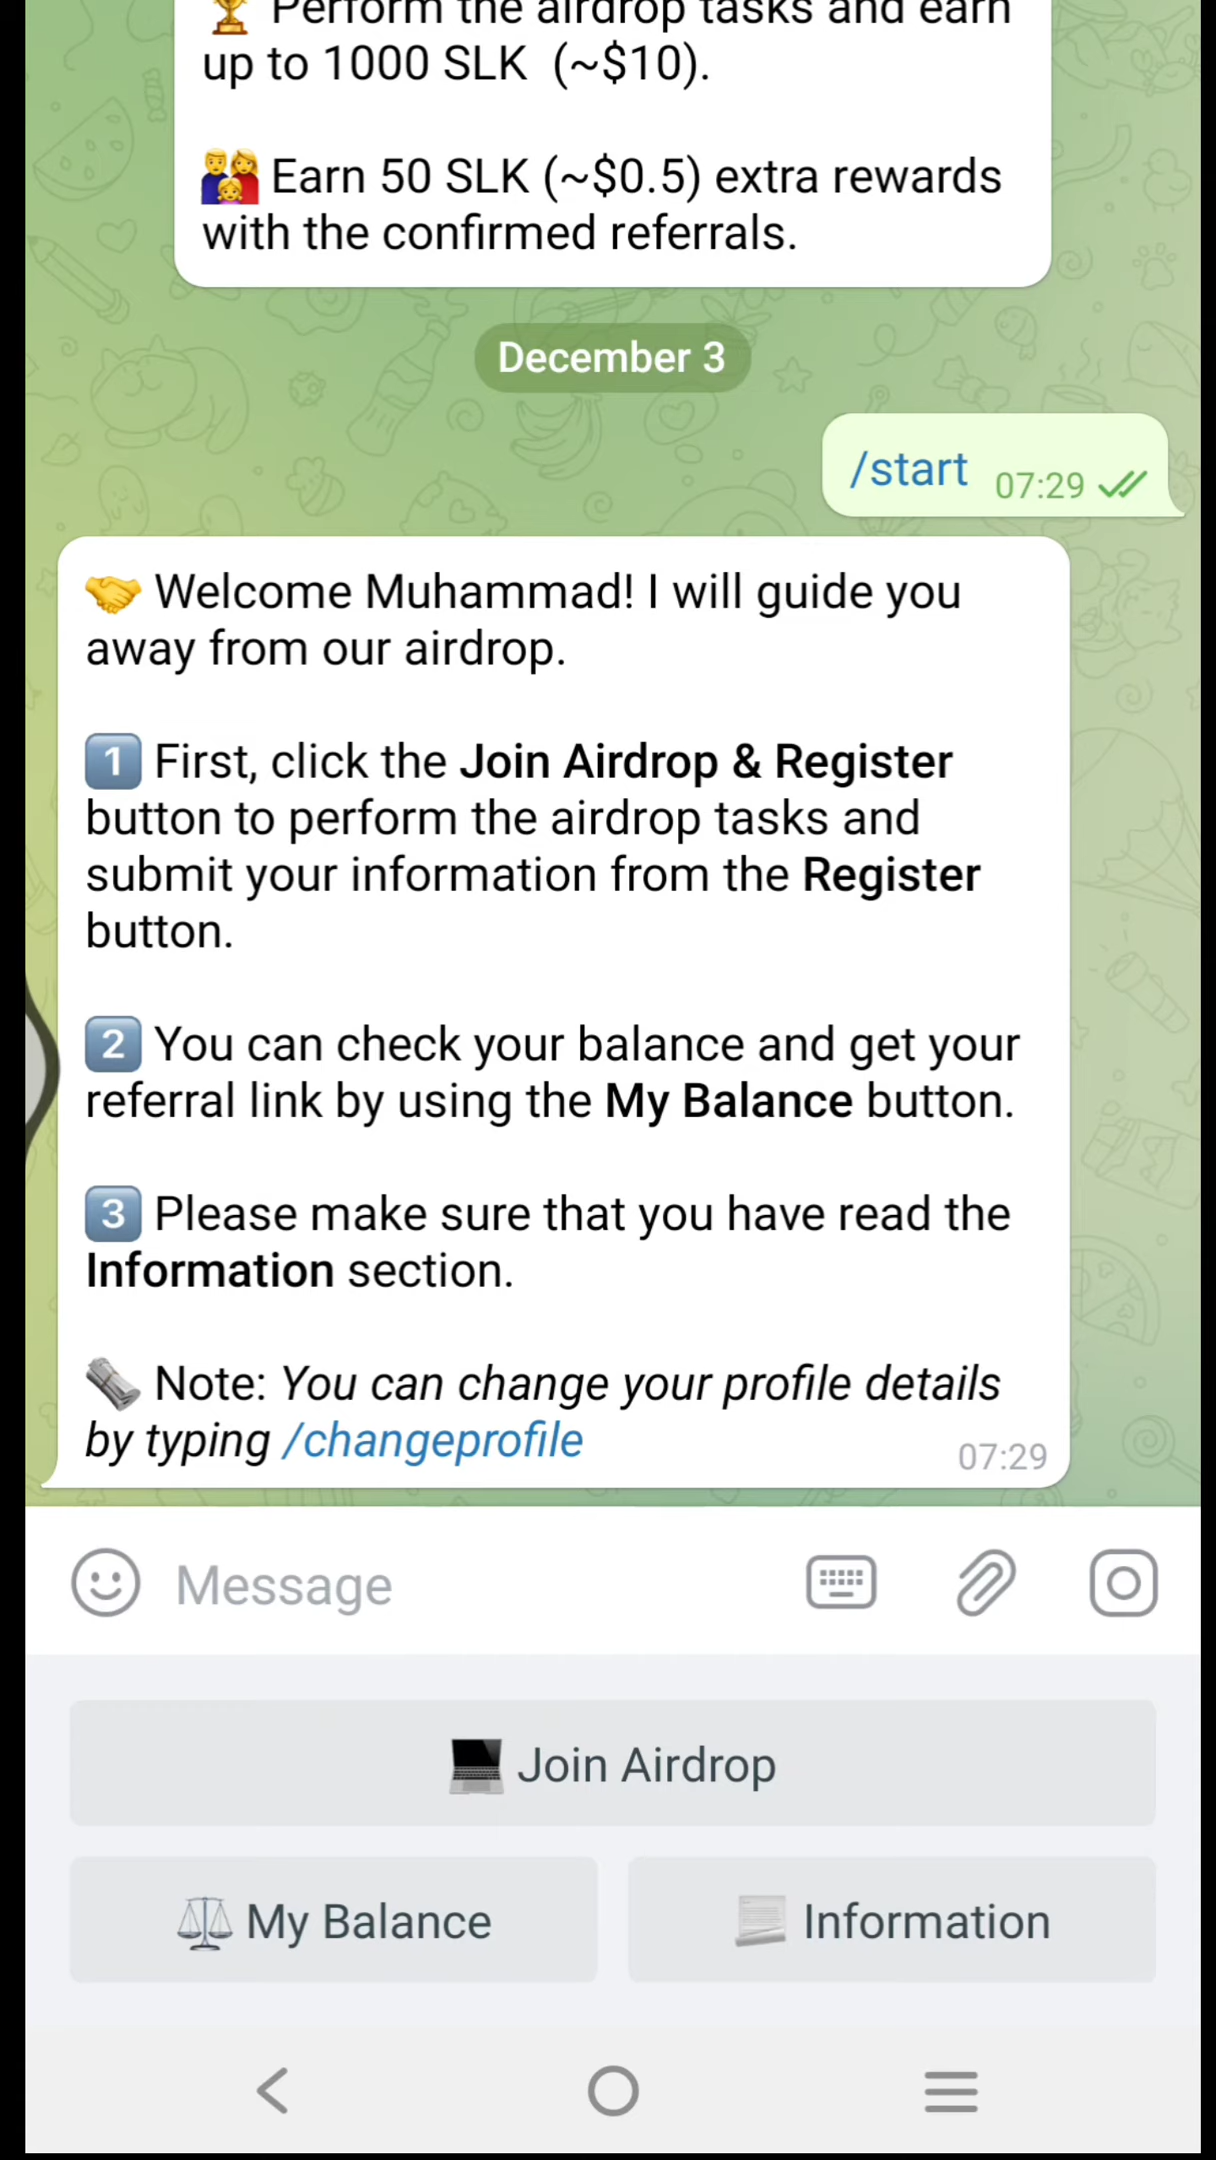 Perform the airdrop tasks and earn
up to 1000 SLK (~$10).
Earn 50 SLK (~$0.5) extra rewards
with the confirmed referrals.
December 3
/start 07:29
Welcome Muhammad! I will guide you
away from our airdrop.
1 First, click the Join Airdrop & Register
button to perform the airdrop tasks and
submit your information from the Register
button.
2 You can check your balance and get your
referral link by using the My Balance button.
3 Please make sure that you have read the
Information section.
Note: You can change your profile details
by typing /changeprofile 07:29
Message
Join Airdrop
My Balance Information